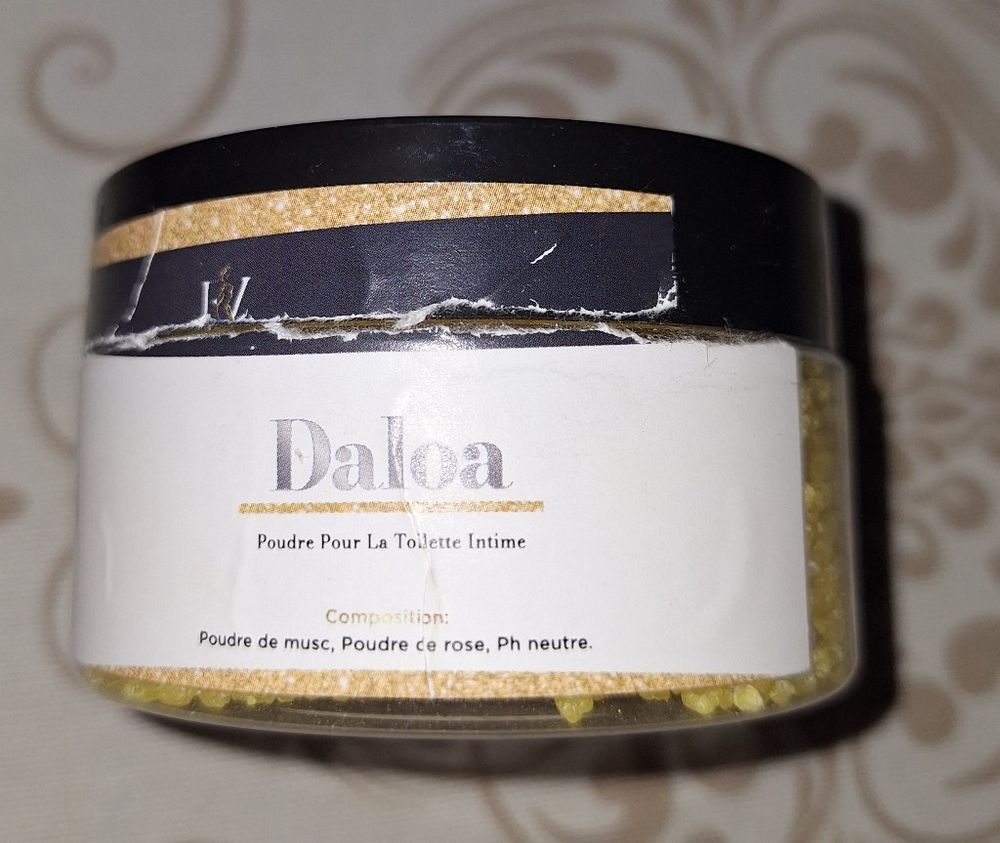 Daloa
Poudre Pour La Toilette Intime
Composition:
Poudre de musc, Poudre de rose, Ph neutre.